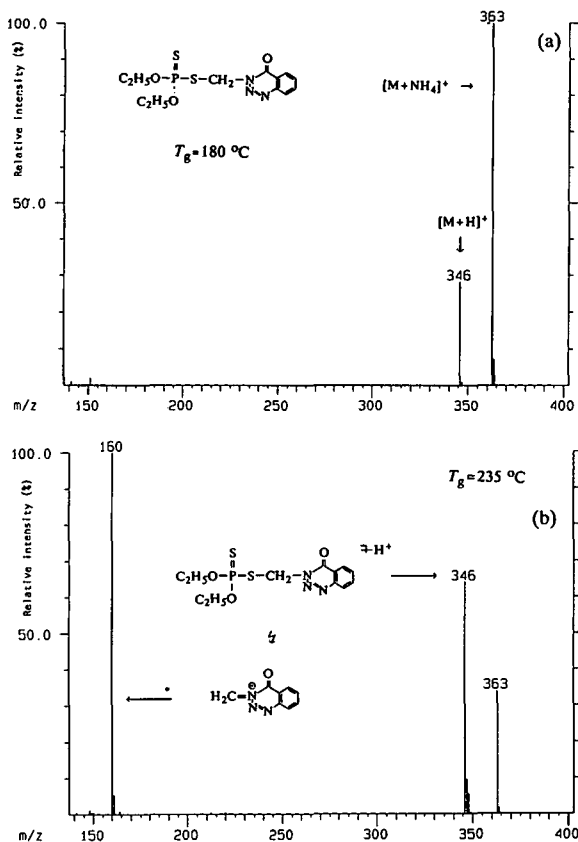 100.0
363
(a)
Relative intensity (%)
S
O
C₂H₅O-P-S-CH₂-N
C₂H₅O
N
N
[M+NH₄]⁺ →
Tg=180 °C
50.0
[M+H]⁺
↓
346
m/z
150
200
250
300
350
400
160
100.0
Tg=235 °C
(b)
Relative intensity (%)
S
O
H⁺
C₂H₅O-P-S-CH₂-N
C₂H₅O
N
N
346
50.0
363
O
H₂C=N
N
N
m/z
150
200
250
300
350
400